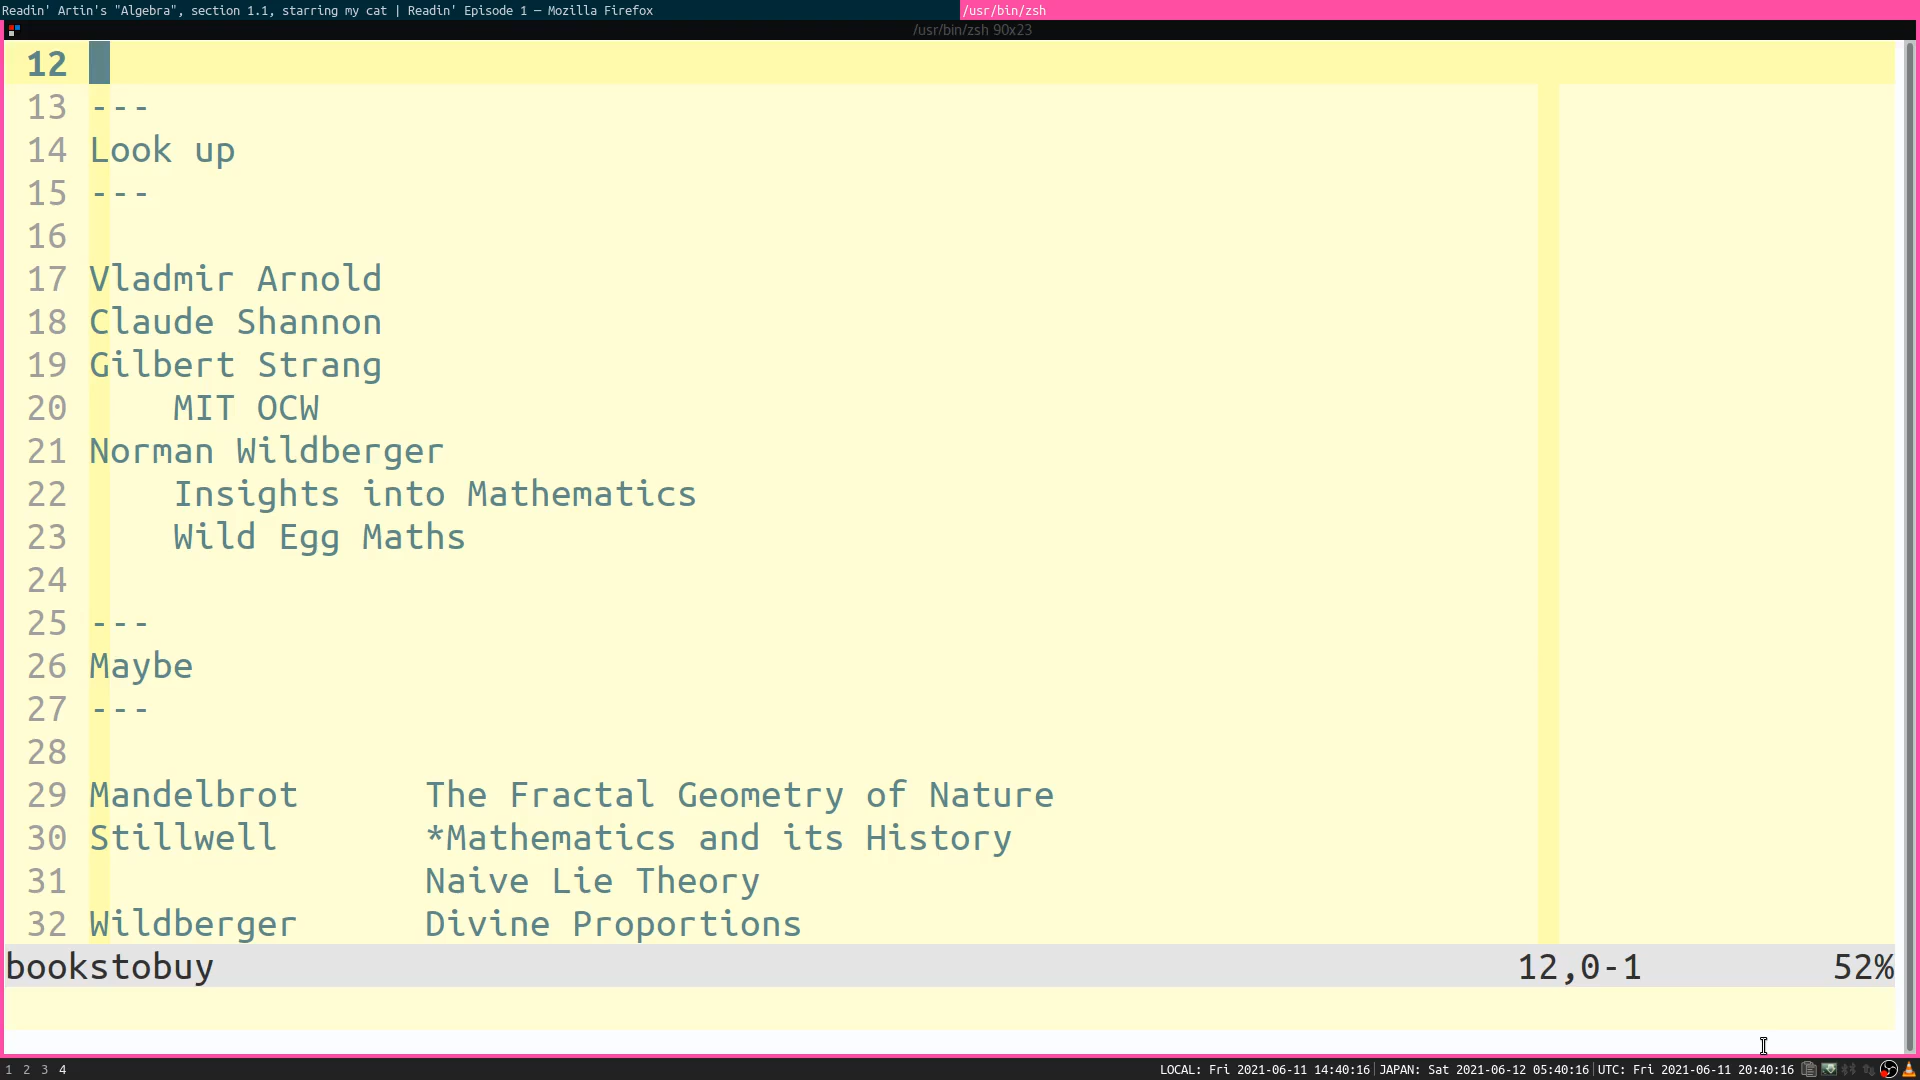 Readin' Artin's "Algebra", section 1.1, starring my cat | Readin' Episode 1 — Mozilla Firefox
/usr/bin/zsh
/usr/bin/zsh 90x23
12
13 ---
14 Look up
15 ---
16
17 Vladmir Arnold
18 Claude Shannon
19 Gilbert Strang
20 MIT OCW
21 Norman Wildberger
22 Insights into Mathematics
23 Wild Egg Maths
24
25 ---
26 Maybe
27 ---
28
29 Mandelbrot The Fractal Geometry of Nature
30 Stillwell *Mathematics and its History
31 Naive Lie Theory
32 Wildberger Divine Proportions
bookstobuy 12,0-1 52%
1 2 3 4 LOCAL: Fri 2021-06-11 14:40:16 | JAPAN: Sat 2021-06-12 05:40:16 | UTC: Fri 2021-06-11 20:40:16